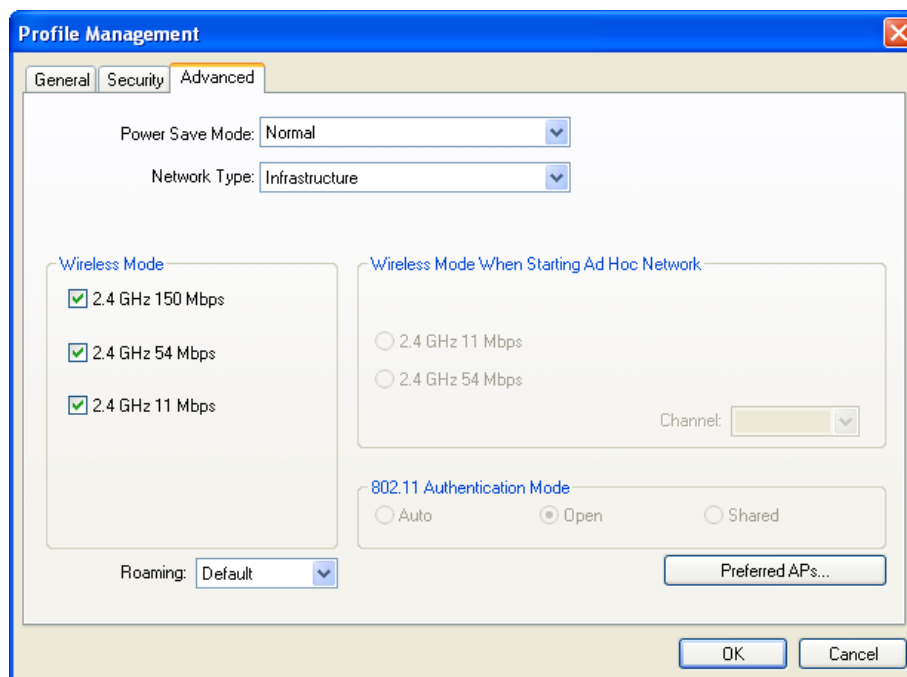 Profile Management
General Security Advanced
Power Save Mode: Normal
Network Type: Infrastructure
Wireless Mode
2.4 GHz 150 Mbps
2.4 GHz 54 Mbps
2.4 GHz 11 Mbps
Wireless Mode When Starting Ad Hoc Network
2.4 GHz 11 Mbps
2.4 GHz 54 Mbps
Channel:
802.11 Authentication Mode
Auto Open Shared
Roaming: Default
Preferred APs...
OK Cancel